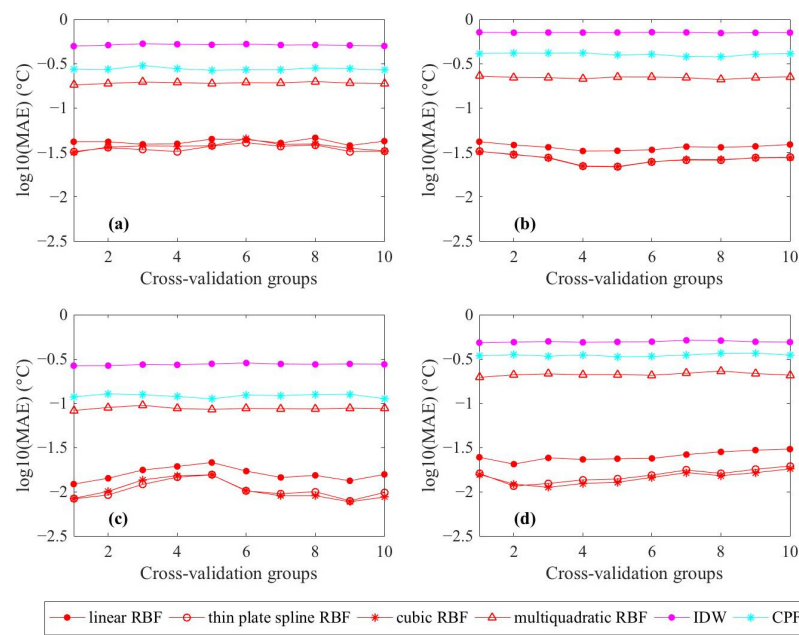 0
−0.5
−1
−1.5
−2
−2.5
log10(MAE) (°C)
(a)
2 4 6 8 10
Cross-validation groups
0
−0.5
−1
−1.5
−2
−2.5
log10(MAE) (°C)
(b)
2 4 6 8 10
Cross-validation groups
0
−0.5
−1
−1.5
−2
−2.5
log10(MAE) (°C)
(c)
2 4 6 8 10
Cross-validation groups
0
−0.5
−1
−1.5
−2
−2.5
log10(MAE) (°C)
(d)
2 4 6 8 10
Cross-validation groups
linear RBF thin plate spline RBF cubic RBF multiquadratic RBF IDW